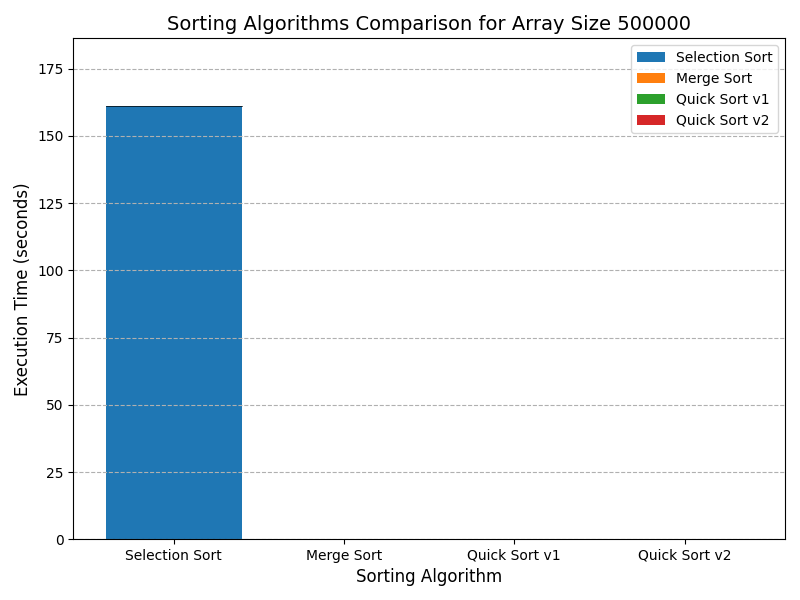 Sorting Algorithms Comparison for Array Size 500000
Selection Sort
Merge Sort
Quick Sort v1
Quick Sort v2
Execution Time (seconds)
175
150
125
100
75
50
25
0
Selection Sort
Merge Sort
Quick Sort v1
Quick Sort v2
Sorting Algorithm